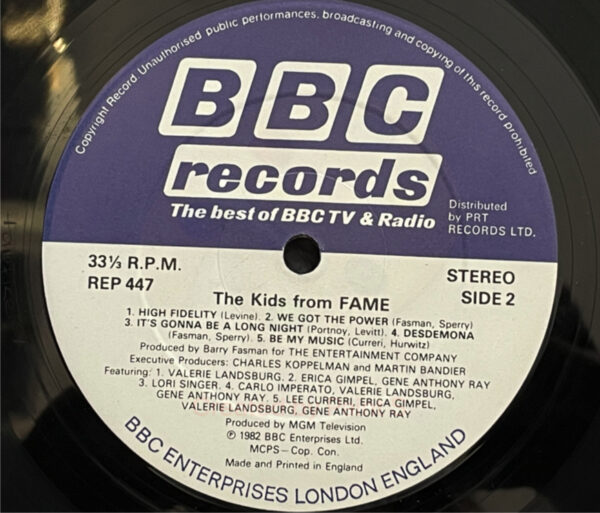 Copyright Record. Unauthorised public performances, broadcasting and copying of this record prohibited
BBC
records
The best of BBC TV & Radio
Distributed
by PRT
RECORDS LTD.
33⅓ R.P.M.
REP 447
STEREO
SIDE 2
The Kids from FAME
1. HIGH FIDELITY (Levine). 2. WE GOT THE POWER (Fasman, Sperry)
3. IT'S GONNA BE A LONG NIGHT (Portnoy, Levitt). 4. DESDEMONA
(Fasman, Sperry). 5. BE MY MUSIC (Curreri, Hurwitz)
Produced by Barry Fasman for THE ENTERTAINMENT COMPANY
Executive Producers: CHARLES KOPPELMAN and MARTIN BANDIER
Featuring: 1. VALERIE LANDSBURG. 2. ERICA GIMPEL, GENE ANTHONY RAY
3. LORI SINGER. 4. CARLO IMPERATO, VALERIE LANDSBURG,
GENE ANTHONY RAY. 5. LEE CURRERI, ERICA GIMPEL,
VALERIE LANDSBURG, GENE ANTHONY RAY
Produced by MGM Television
℗ 1982 BBC Enterprises Ltd.
MCPS – Cop. Con.
Made and Printed in England
BBC ENTERPRISES LONDON ENGLAND